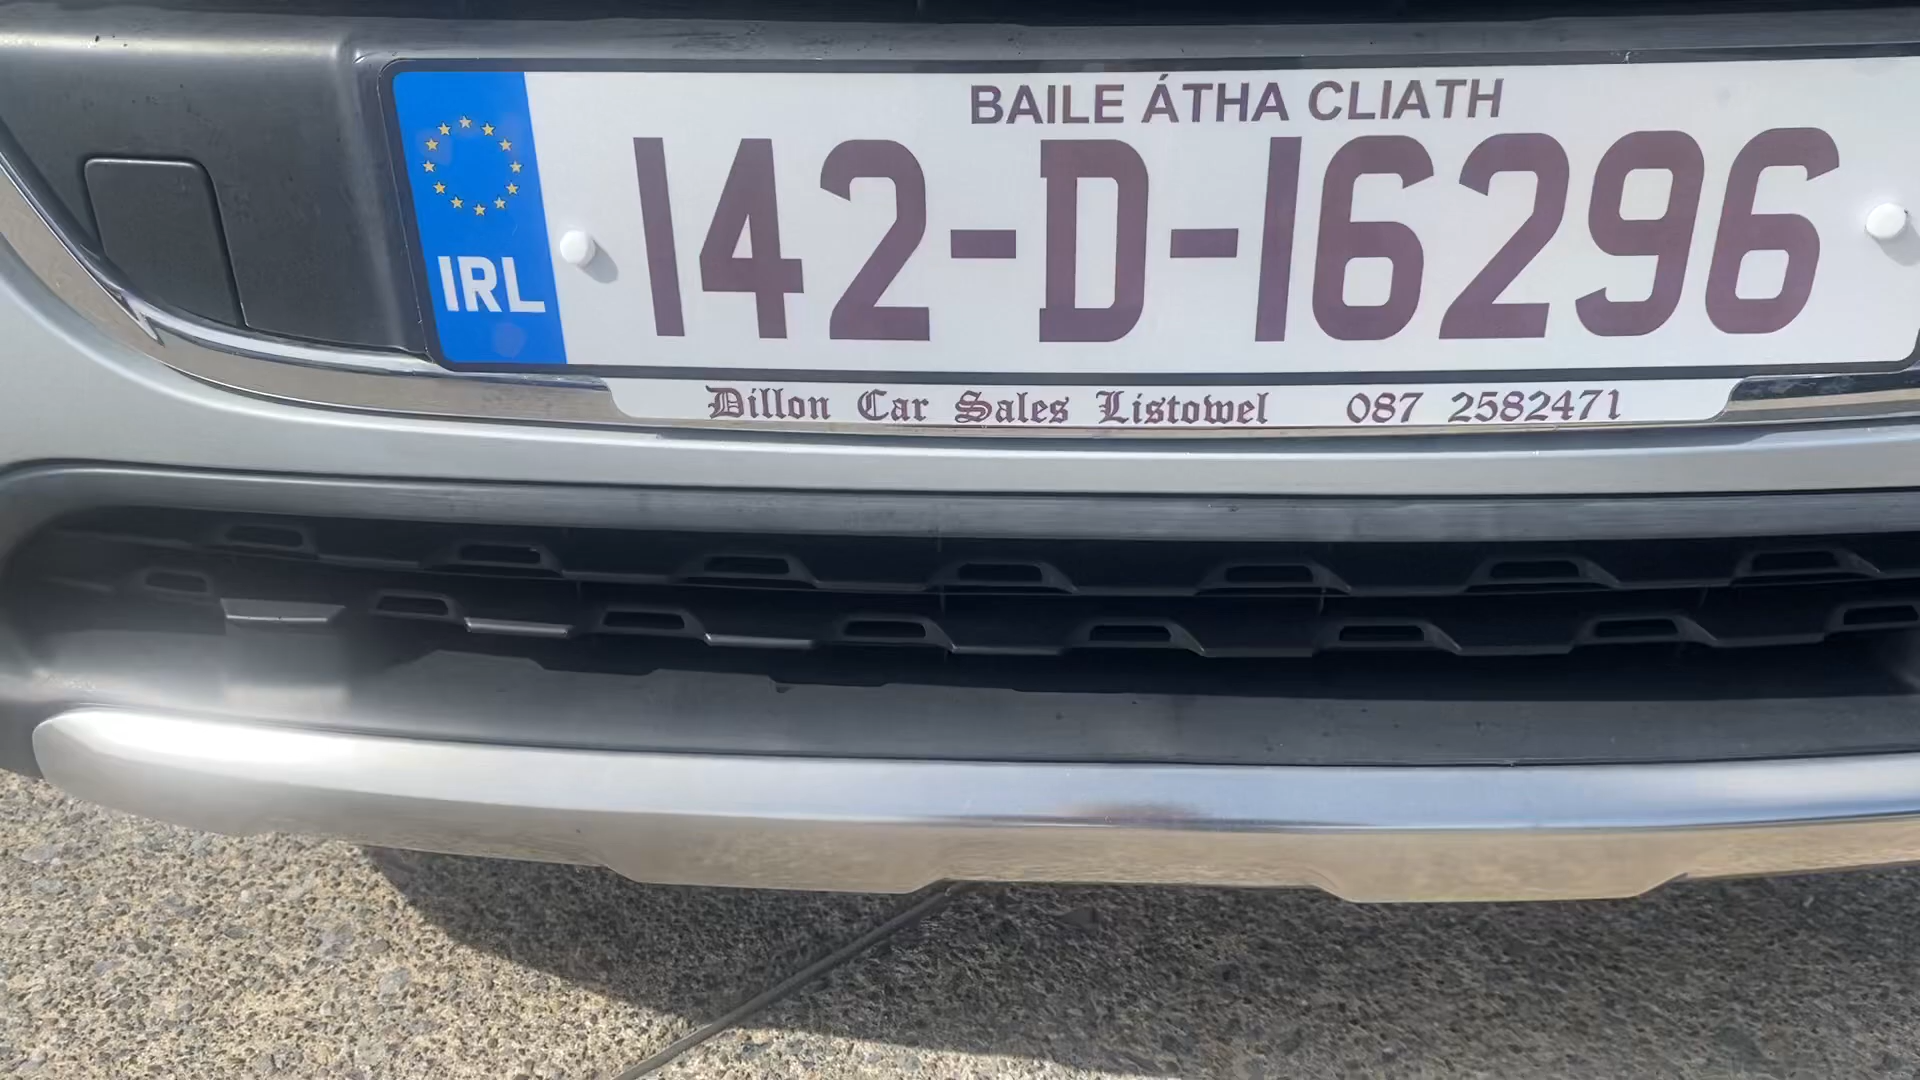 BAILE ÁTHA CLIATH
IRL
142-D-16296
Dillon Car Sales Listowel 087 2582471